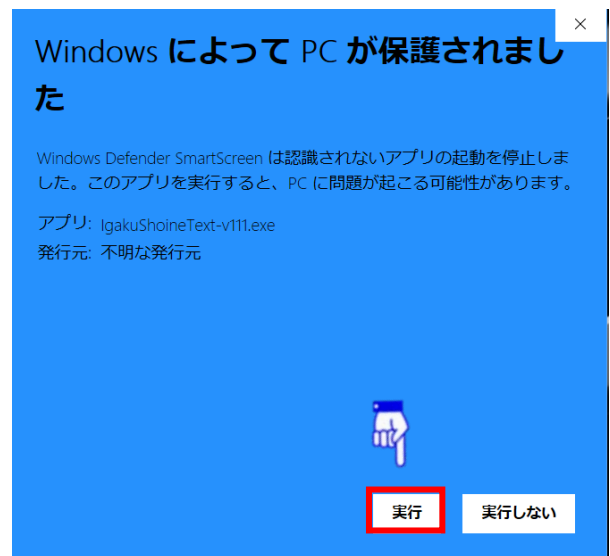 Windows によって PC が保護されまし
た
Windows Defender SmartScreen は認識されないアプリの起動を停止しま
した。このアプリを実行すると、PC に問題が起こる可能性があります。
アプリ: IgakuShoineText-v111.exe
発行元: 不明な発行元
実行
実行しない